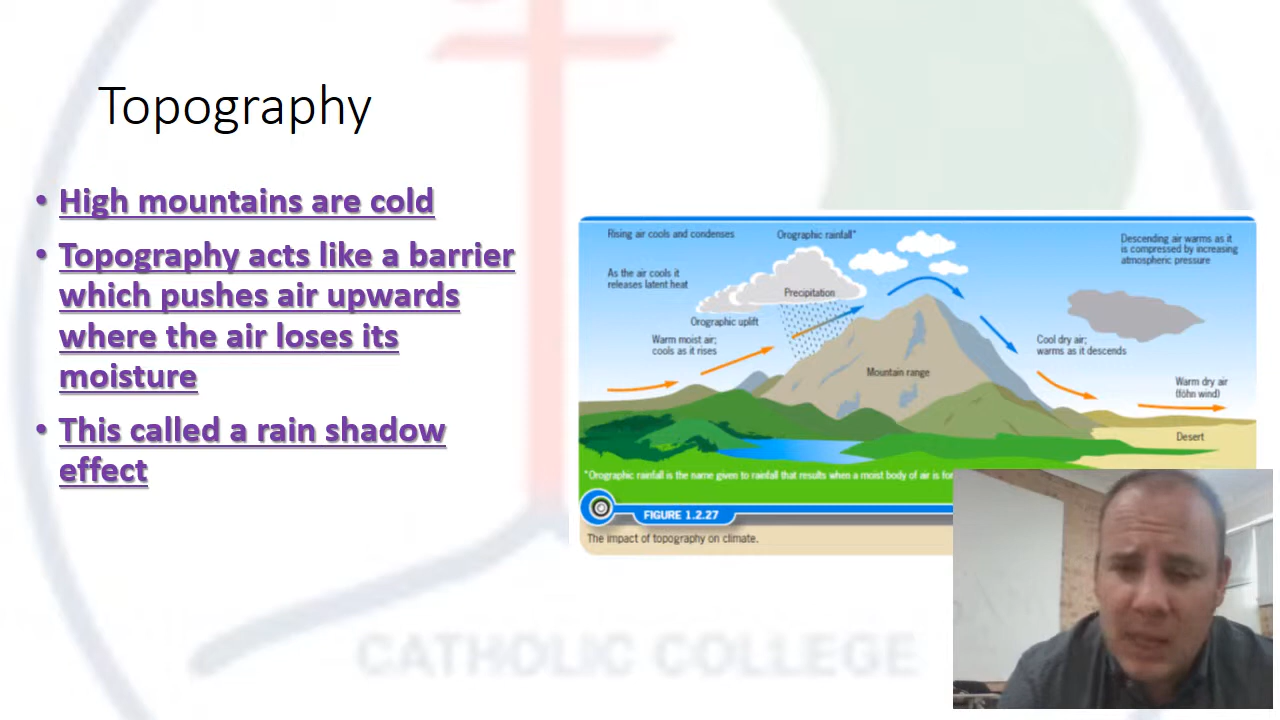 Topography
• High mountains are cold
• Topography acts like a barrier
which pushes air upwards
where the air loses its
moisture
• This called a rain shadow
effect
Rising air cools and condenses
Orographic rainfall*
Descending air warms as it
is compressed by increasing
atmospheric pressure
As the air cools it
releases latent heat
Precipitation
Orographic uplift
Warm moist air;
cools as it rises
Cool dry air;
warms as it descends
Mountain range
Warm dry air
(föhn wind)
Desert
*Orographic rainfall is the name given to rainfall that results when a moist body of air is
FIGURE 1.2.27
The impact of topography on climate.
CATHOLIC COLLEGE